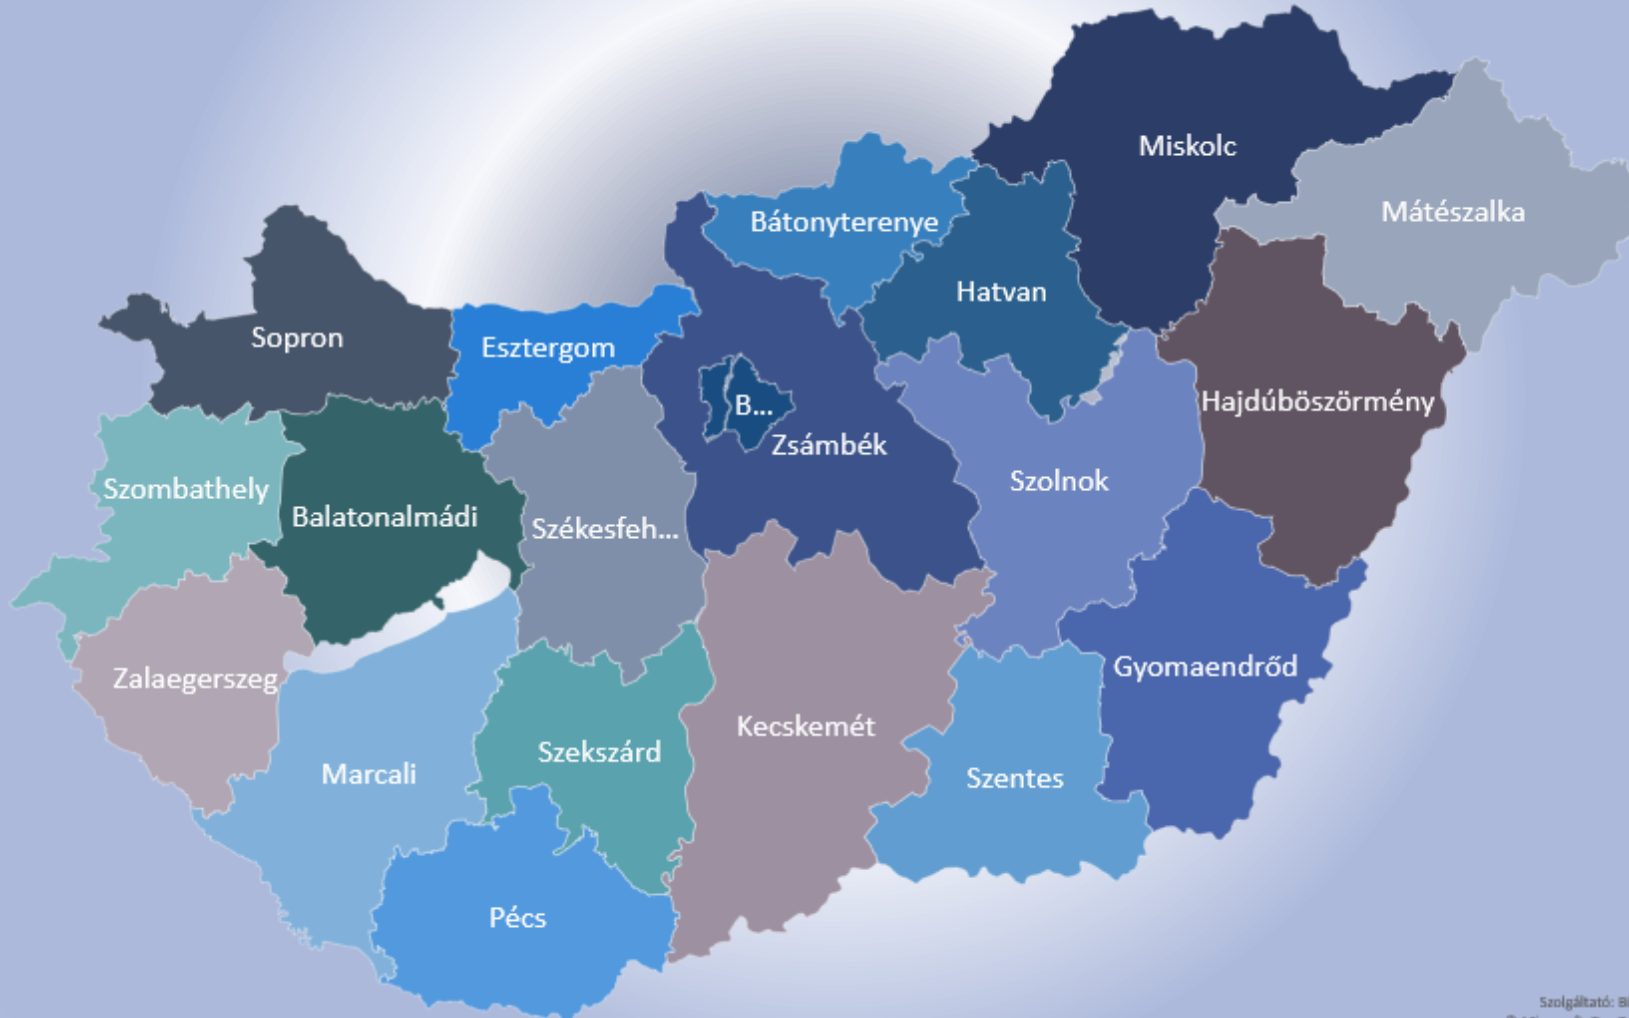 Miskolc
Mátészalka
Bátonyterenye
Hatvan
Sopron
Esztergom
Hajdúböszörmény
B...
Zsámbék
Szolnok
Szombathely
Balatonalmádi
Székesfeh...
Gyomaendrőd
Zalaegerszeg
Kecskemét
Szekszárd
Marcali
Szentes
Pécs
Szolgáltató: Bi